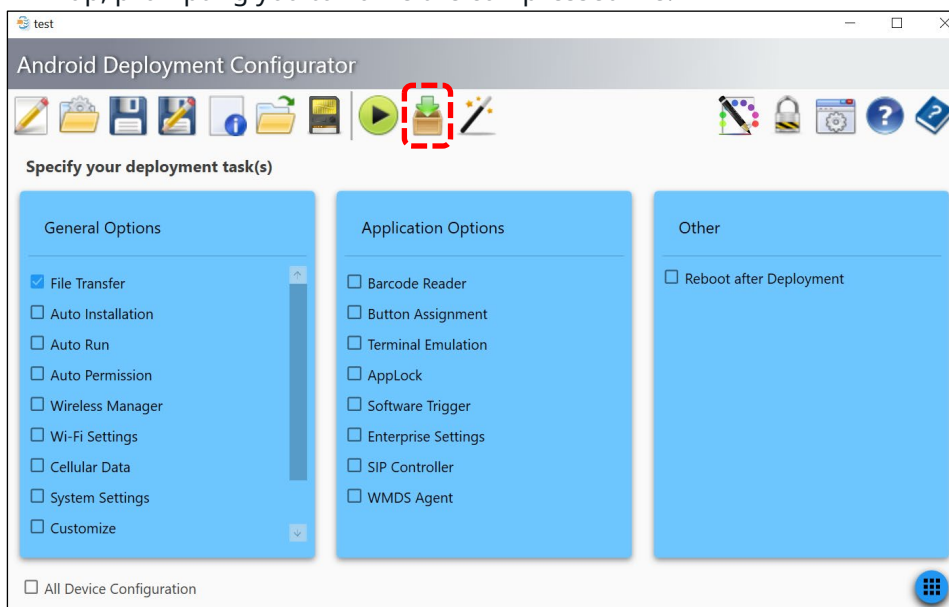 test
Android Deployment Configurator
Specify your deployment task(s)
General Options
File Transfer
Auto Installation
Auto Run
Auto Permission
Wireless Manager
Wi-Fi Settings
Cellular Data
System Settings
Customize
Application Options
Barcode Reader
Button Assignment
Terminal Emulation
AppLock
Software Trigger
Enterprise Settings
SIP Controller
WMDS Agent
Other
Reboot after Deployment
All Device Configuration